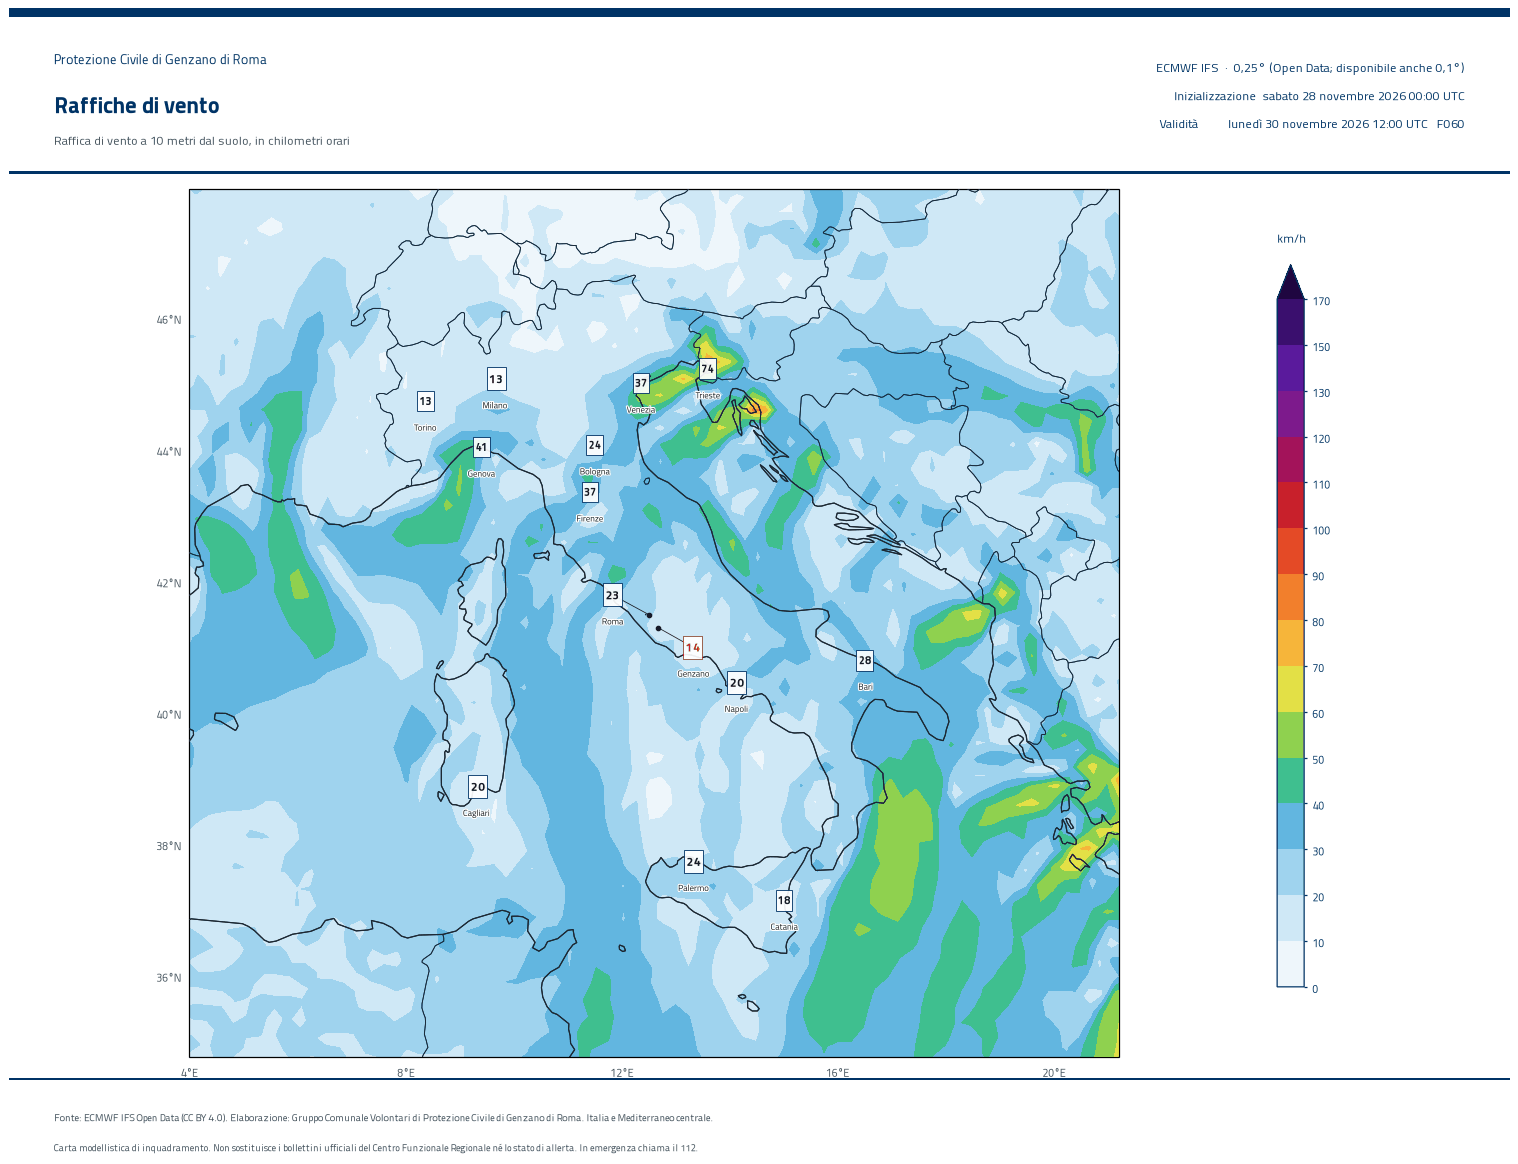 Protezione Civile di Genzano di Roma
Raffiche di vento
Raffica di vento a 10 metri dal suolo, in chilometri orari
ECMWF IFS · 0,25° (Open Data; disponibile anche 0,1°)
Inizializzazione sabato 28 novembre 2026 00:00 UTC
Validità lunedì 30 novembre 2026 12:00 UTC F060
km/h
170
150
130
120
110
100
90
80
70
60
50
40
30
20
10
0
46°N
44°N
42°N
40°N
38°N
36°N
4°E
8°E
12°E
16°E
20°E
74
Trieste
37
Venezia
13
Milano
13
Torino
41
Genova
24
Bologna
37
Firenze
23
Roma
14
Genzano
20
Napoli
28
Bari
20
Cagliari
24
Palermo
18
Catania
Fonte: ECMWF IFS Open Data (CC BY 4.0). Elaborazione: Gruppo Comunale Volontari di Protezione Civile di Genzano di Roma. Italia e Mediterraneo centrale.
Carta modellistica di inquadramento. Non sostituisce i bollettini ufficiali del Centro Funzionale Regionale né lo stato di allerta. In emergenza chiama il 112.